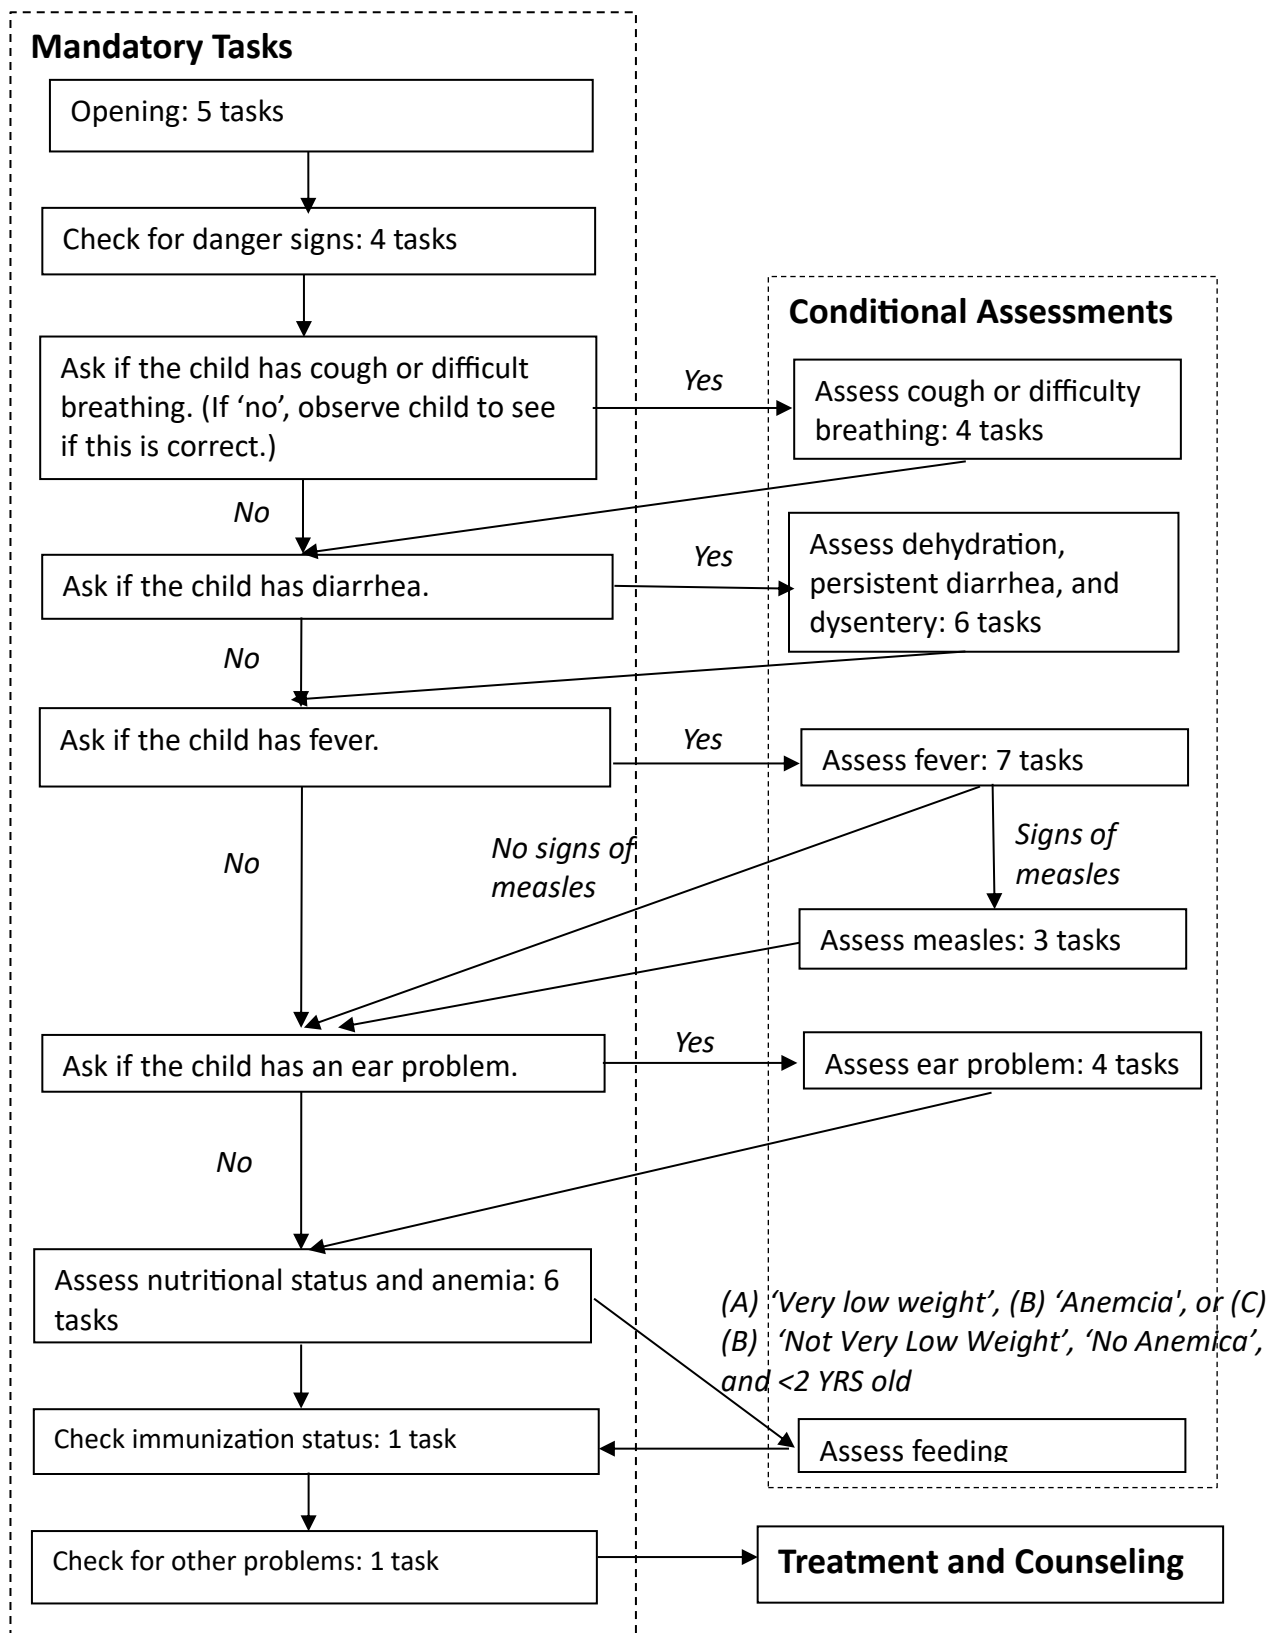 Mandatory Tasks
Opening: 5 tasks
Check for danger signs: 4 tasks
Conditional Assessments
Ask if the child has cough or difficult
breathing. (If ‘no’, observe child to see
if this is correct.)
Yes
Assess cough or difficulty
breathing: 4 tasks
No
Ask if the child has diarrhea.
Yes
Assess dehydration,
persistent diarrhea, and
dysentery: 6 tasks
No
Ask if the child has fever.
Yes
Assess fever: 7 tasks
No
No signs of
measles
Signs of
measles
Assess measles: 3 tasks
Ask if the child has an ear problem.
Yes
Assess ear problem: 4 tasks
No
Assess nutritional status and anemia: 6
tasks
(A) ‘Very low weight’, (B) ‘Anemcia', or (C)
(B) ‘Not Very Low Weight’, ‘No Anemica’,
and <2 YRS old
Check immunization status: 1 task
Assess feeding
Check for other problems: 1 task
Treatment and Counseling